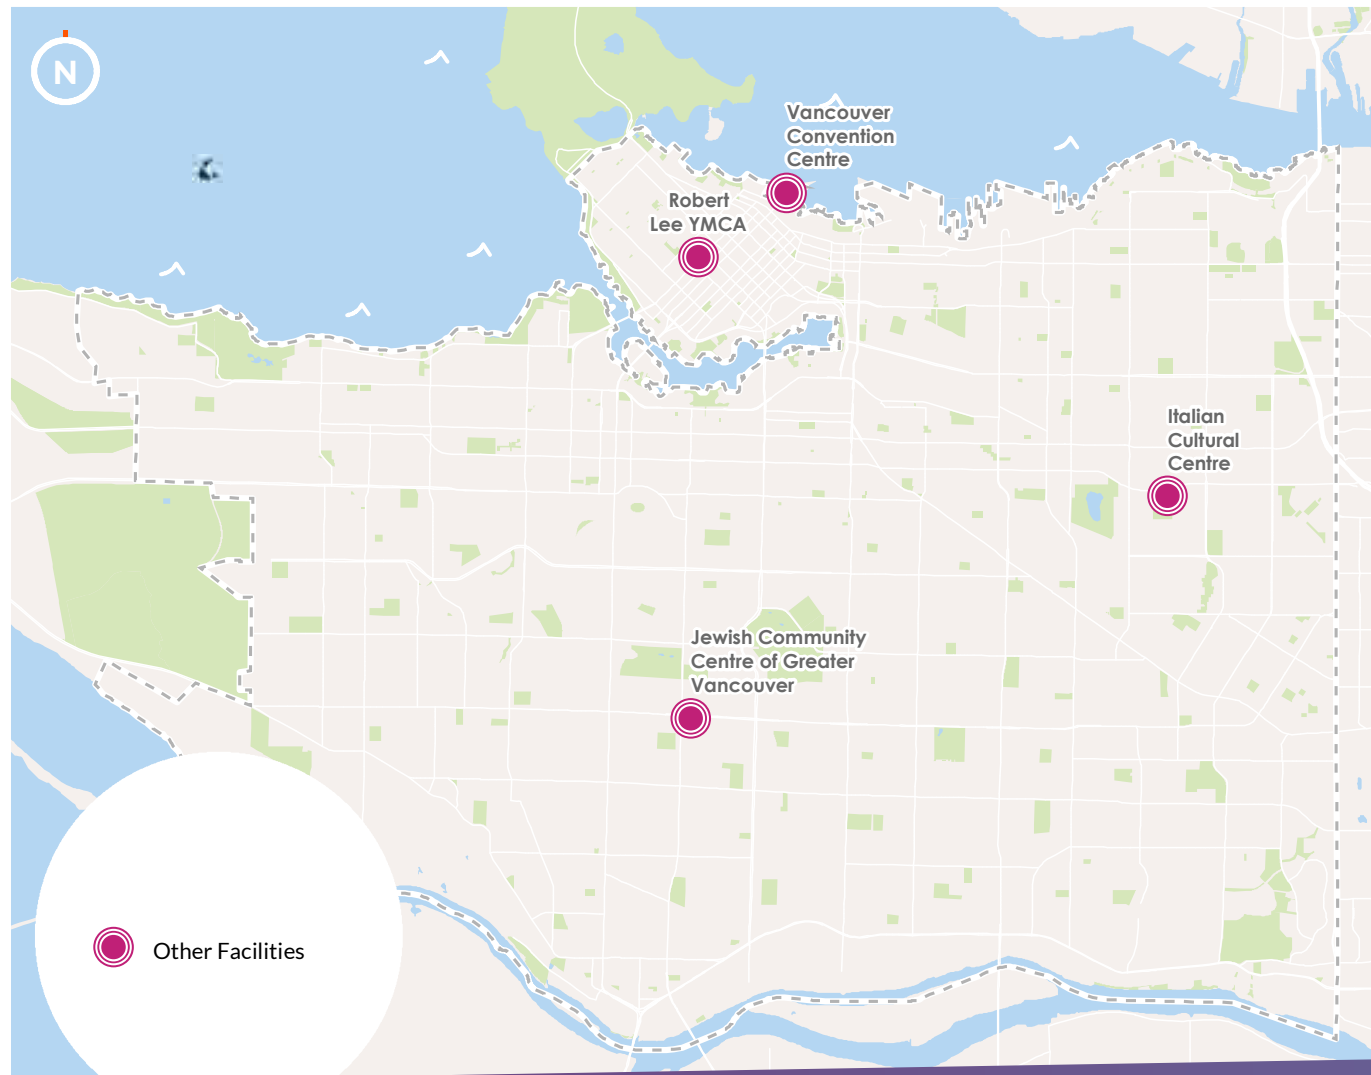 N
Vancouver
Convention
Centre
Robert
Lee YMCA
Italian
Cultural
Centre
Jewish Community
Centre of Greater
Vancouver
Other Facilities